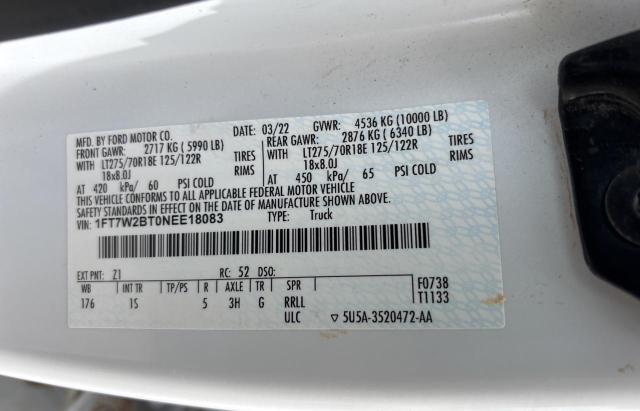 MFD. BY FORD MOTOR CO.
DATE: 03/22 GVWR: 4536 KG (10000 LB)
FRONT GAWR: 2717 KG (5990 LB)
REAR GAWR: 2876 KG (6340 LB)
WITH LT275/70R18E 125/122R TIRES
LT275/70R18E 125/122R TIRES
18x8.0J RIMS
WITH 18x8.0J RIMS
AT 420 kPa/ 60 PSI COLD
AT 450 kPa/ 65 PSI COLD
THIS VEHICLE CONFORMS TO ALL APPLICABLE FEDERAL MOTOR VEHICLE
SAFETY STANDARDS IN EFFECT ON THE DATE OF MANUFACTURE SHOWN ABOVE.
VIN: 1FT7W2BT0NEE18083 TYPE: Truck
EXT PNT: Z1 RC: 52 DSO:
WB INT TR TP/PS R AXLE TR SPR
176 1S 5 3H G RRLL
ULC
F0738
T1133
▽ 5U5A-3520472-AA